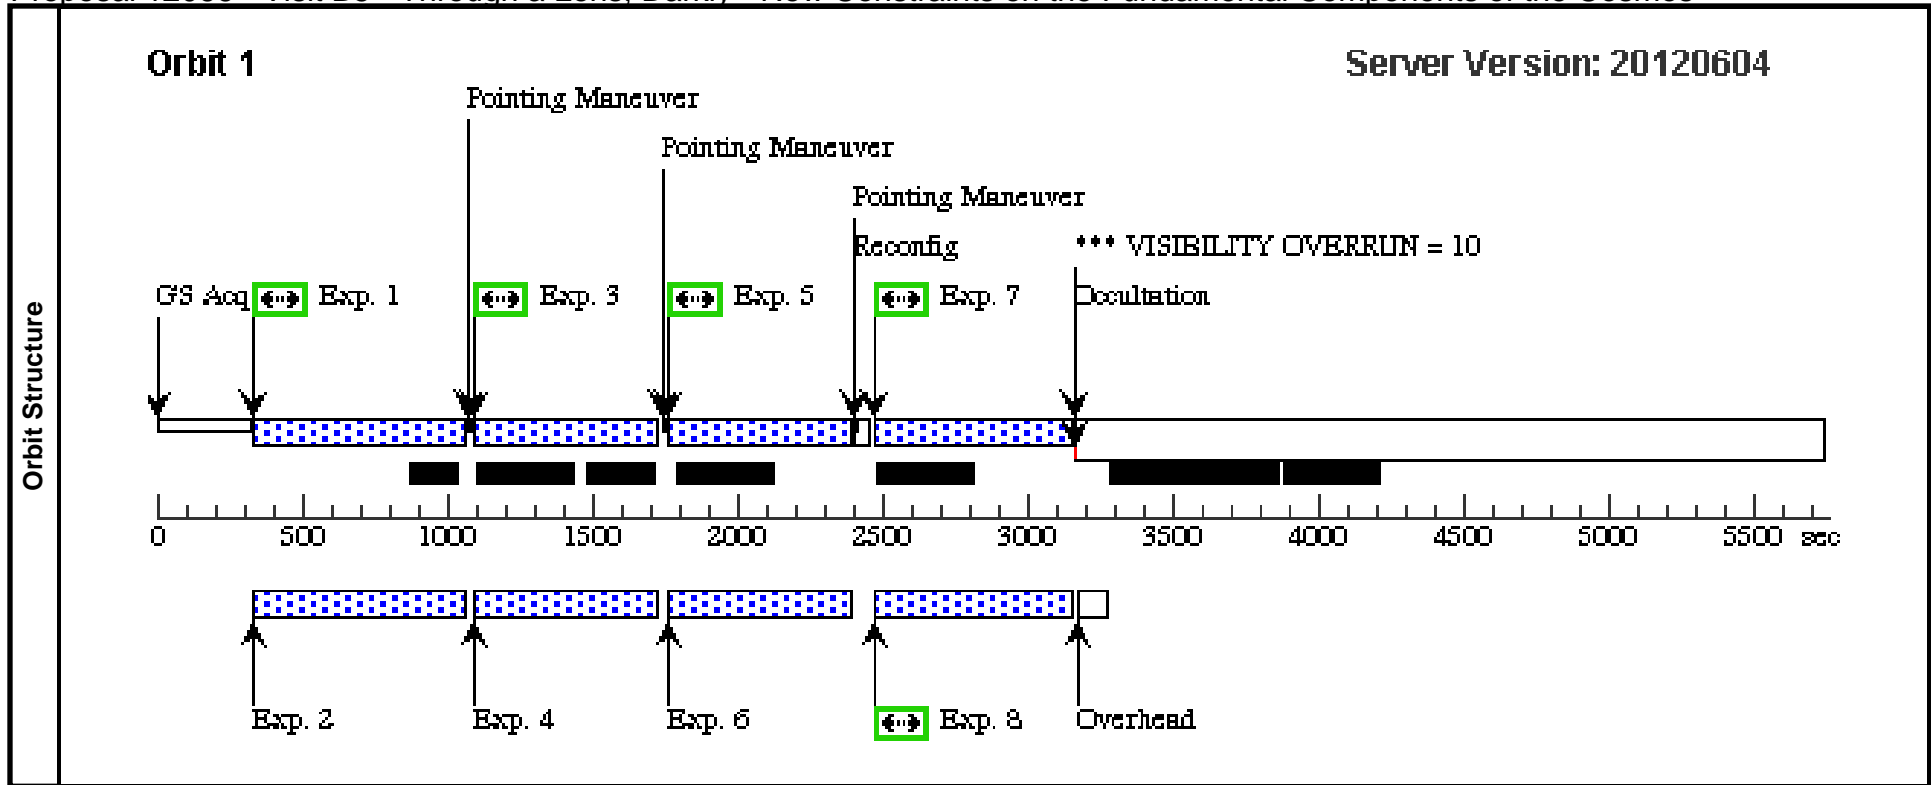 Orbit 1
Server Version: 20120604
Pointing Maneuver
Pointing Maneuver
Pointing Maneuver
Reconfig
*** VISIBILITY OVERRUN = 10
GS Acq
Exp. 1
Exp. 3
Exp. 5
Exp. 7
Occultation
Orbit Structure
0 500 1000 1500 2000 2500 3000 3500 4000 4500 5000 5500 sec
Exp. 2
Exp. 4
Exp. 6
Exp. 8
Overhead